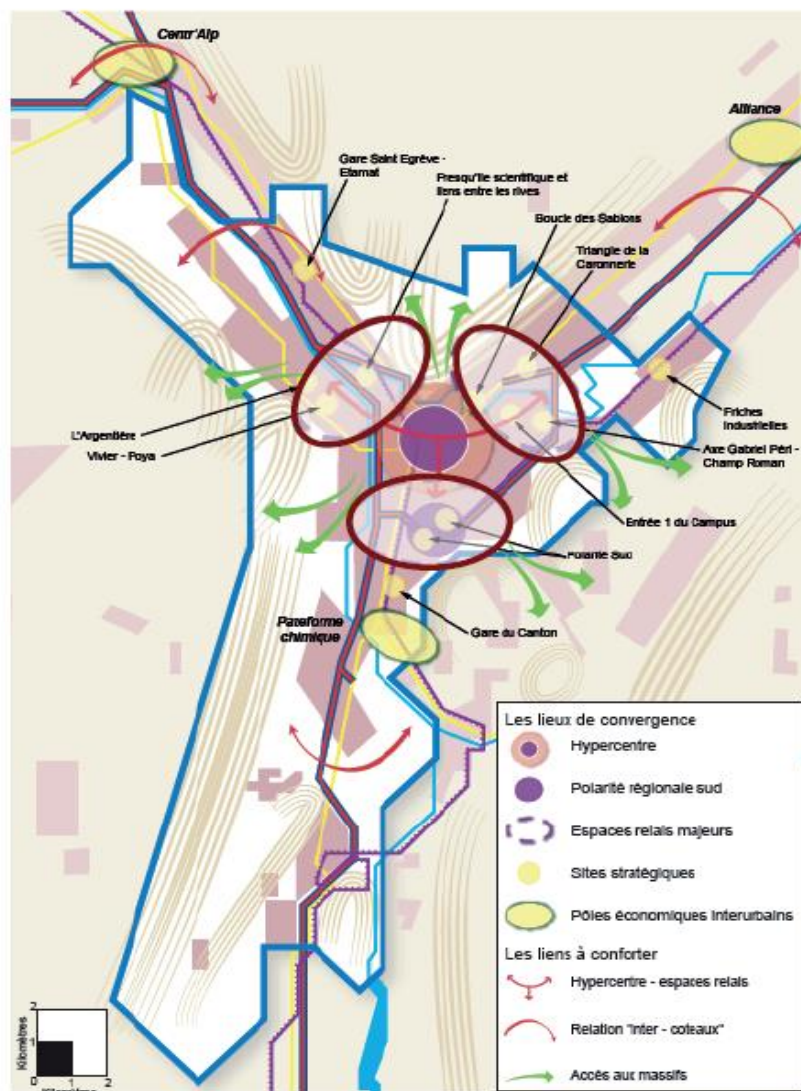 Centr'Alp
Alliance
Gare Saint Egrève -
Etamat
Presqu'île scientifique et
liens entre les rives
Boucle des Sablons
Triangle de la
Caronnerie
L'Argentière
Vivier - Poya
Friches
Industrielles
Axe Gabriel Péri -
Champ Roman
Entrée 1 du Campus
Polarité Sud
Gare du Canton
Plateforme
chimique
Les lieux de convergence
Hypercentre
Polarité régionale sud
Espaces relais majeurs
Sites stratégiques
Pôles économiques interurbains
Les liens à conforter
Hypercentre - espaces relais
Relation "inter - coteaux"
Accès aux massifs
Kilomètres
2
1
0
0 1 2
Kilomètres